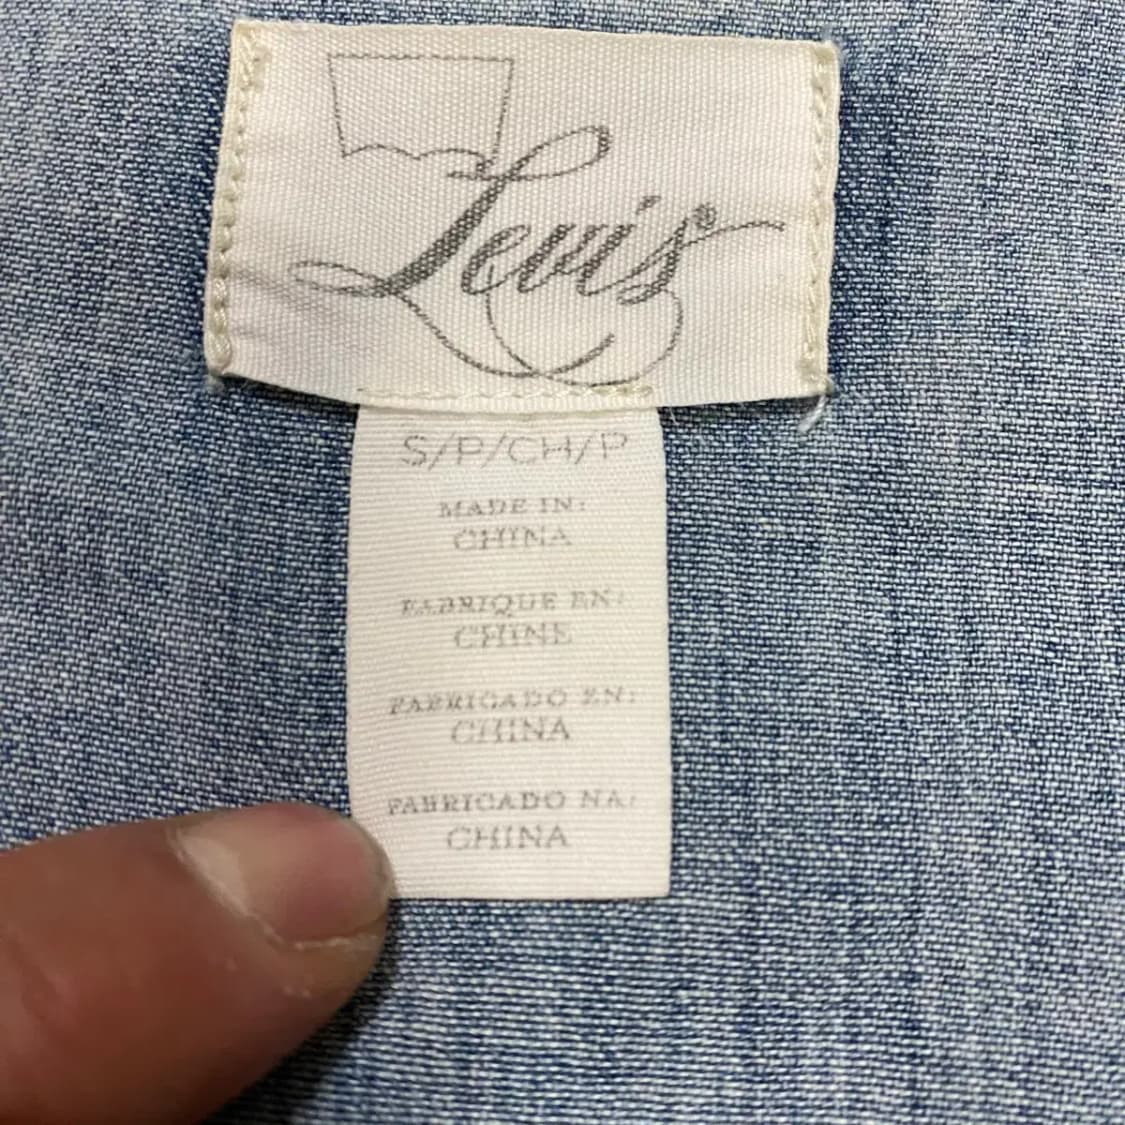 Levi's®
S/P/CH/P
MADE IN:
CHINA
FABRIQUE EN:
CHINE
FABRICADO EN:
CHINA
FABRICADO NA:
CHINA